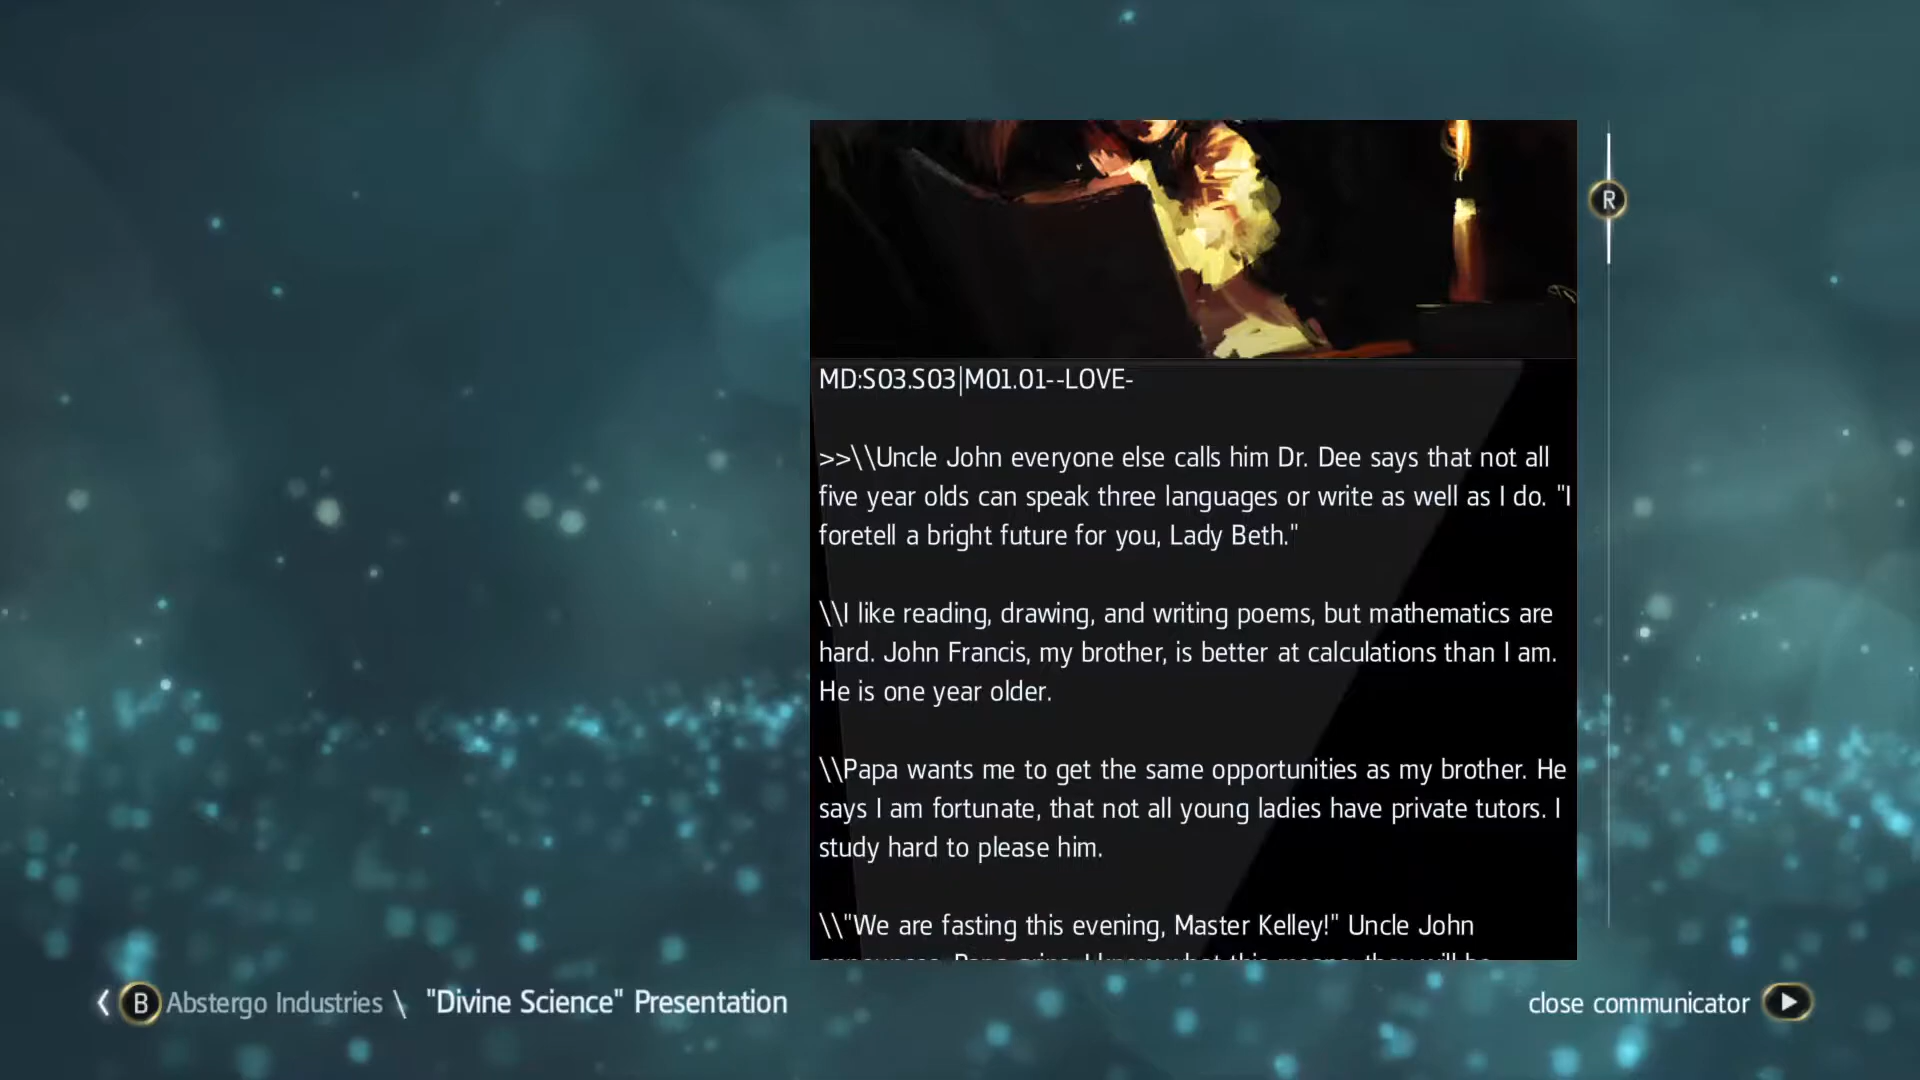 MD:S03.S03|M01.01--LOVE-
>>\\Uncle John everyone else calls him Dr. Dee says that not all
five year olds can speak three languages or write as well as I do. "I
foretell a bright future for you, Lady Beth."
\\I like reading, drawing, and writing poems, but mathematics are
hard. John Francis, my brother, is better at calculations than I am.
He is one year older.
\\Papa wants me to get the same opportunities as my brother. He
says I am fortunate, that not all young ladies have private tutors. I
study hard to please him.
\\"We are fasting this evening, Master Kelley!" Uncle John
R
B Abstergo Industries \ "Divine Science" Presentation
close communicator